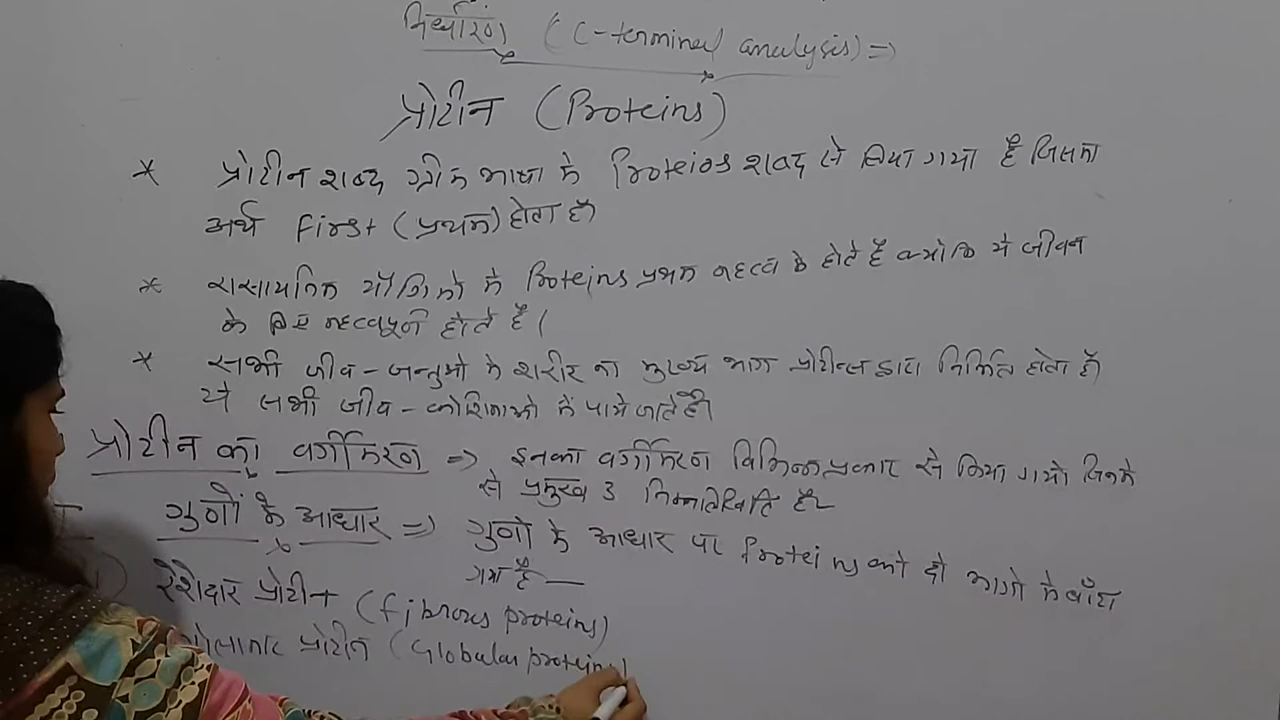 निर्धारण (C-terminal analysis) =>
प्रोटीन (Proteins)
* प्रोटीन शब्द ग्रीक भाषा के Proteios शब्द से लिया गया है जिसका
अर्थ First (प्रथम) होता है।
* रासायनिक यौगिको मे Proteins प्रथम महत्व के होते हैं क्योकि ये जीवन
के लिए महत्वपूर्ण होते है।
* सभी जीव-जन्तुओ के शरीर का मुख्य भाग प्रोटीन्स द्वारा निर्मित होता है।
ये सभी जीव-कोशिकाओ में पाये जाते है।
प्रोटीन का वर्गीकरण => इनका वर्गीकरण विभिन्न प्रकार से किया गया जिनमे
से प्रमुख 3 निम्नलिखित है-
गुणों के आधार => गुणो के आधार पर Proteins को दो भागो मे बाँटा
गया है —
रेशेदार प्रोटीन (fibrous proteins)
गोलाकार प्रोटीन (Globular proteins)